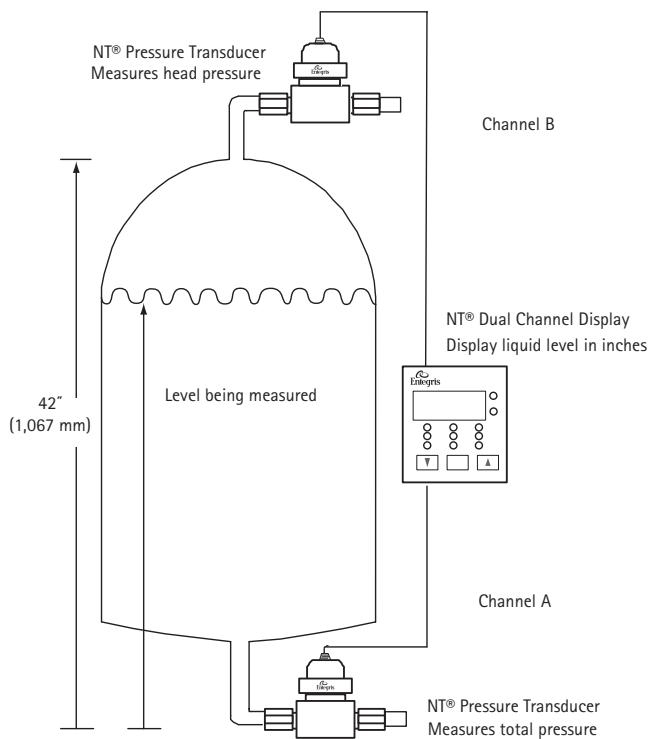 NT® Pressure Transducer
Measures head pressure
Entegris
Channel B
NT® Dual Channel Display
Display liquid level in inches
Entegris
42″
(1,067 mm)
Level being measured
Channel A
Entegris
NT® Pressure Transducer
Measures total pressure